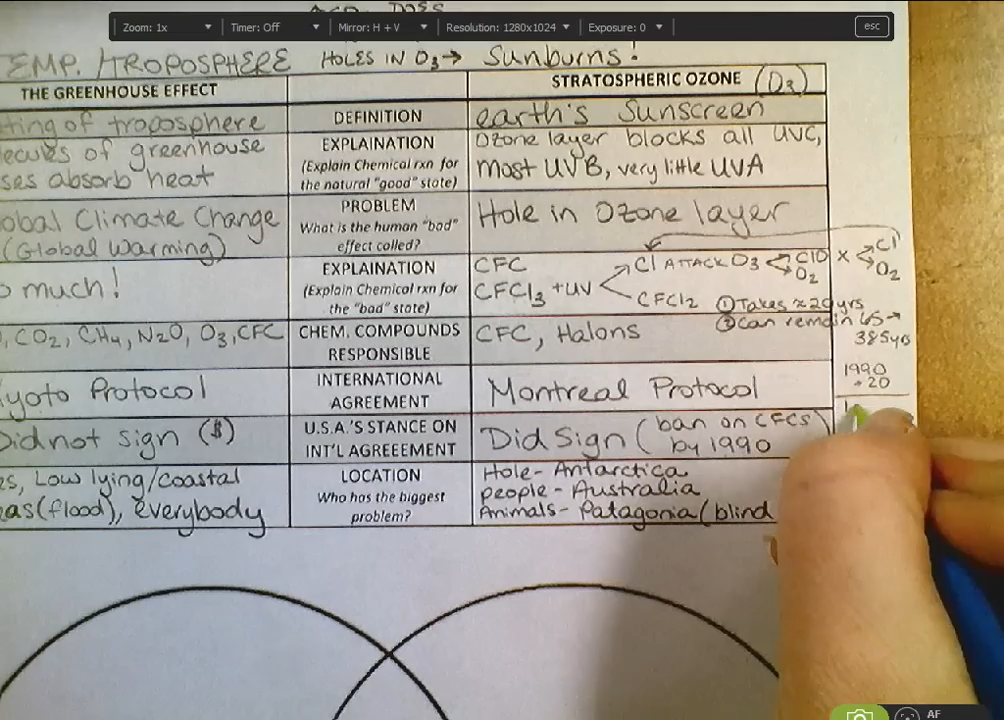 Zoom: 1x Timer: Off Mirror: H + V Resolution: 1280x1024 Exposure: 0 esc
EMP. /TROPOSPHERE HOLES IN O3→ Sunburns!
THE GREENHOUSE EFFECT STRATOSPHERIC OZONE (O3)
ting of troposphere DEFINITION earth's Sunscreen
ecules of greenhouse EXPLAINATION Ozone layer blocks all UVC,
ses absorb heat (Explain Chemical rxn for most UVB, very little UVA
the natural "good" state)
obal Climate Change PROBLEM Hole in Ozone layer
(Global Warming) What is the human "bad"
effect called?
o much! EXPLAINATION CFC Cl ATTACK O3 ClO O2 X Cl O2
(Explain Chemical rxn for CFCl3 + UV CFCl2 ① Takes ≈ 20 yrs
the "bad" state) ② Can remain 65→
385yrs
, CO2, CH4, N2O, O3, CFC CHEM. COMPOUNDS CFC, Halons
RESPONSIBLE
1990
+20
yoto Protocol INTERNATIONAL Montreal Protocol
AGREEMENT
Did not sign ($) U.S.A.'S STANCE ON Did Sign (ban on CFCs)
INT'L AGREEEMENT by 1990
es, Low lying/coastal LOCATION Hole- Antarctica
Who has the biggest people - Australia
eas(flood), everybody problem? Animals- Patagonia (blind
AF